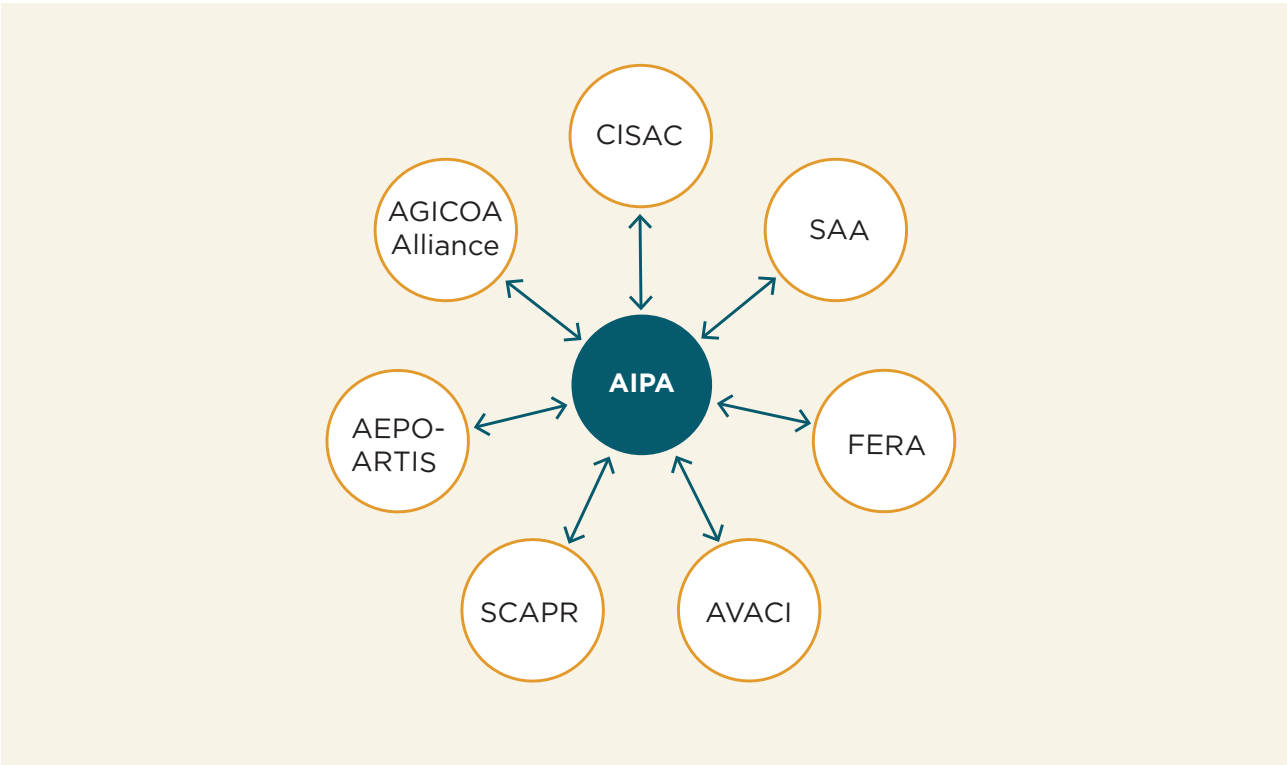 CISAC
AGICOA
Alliance
SAA
AIPA
AEPO-
ARTIS
FERA
SCAPR
AVACI